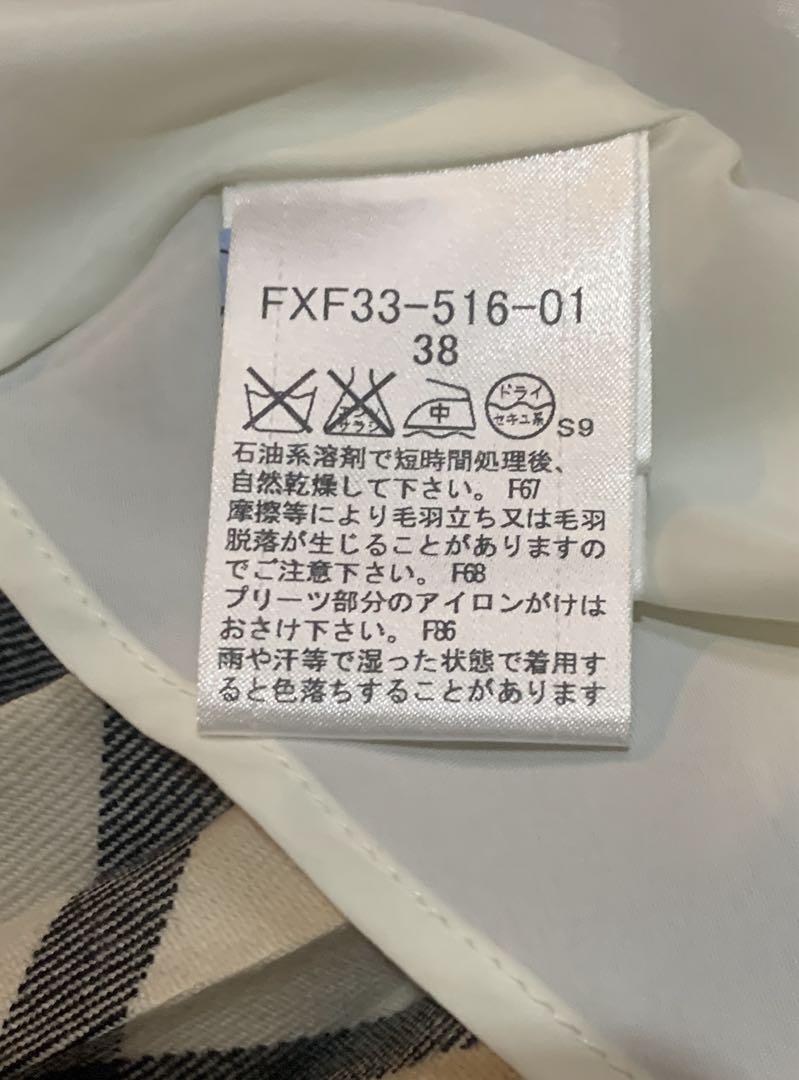 FXF33-516-01
38
エンソ
サラシ
中
ドライ
セキユ系
S9
石油系溶剤で短時間処理後、
自然乾燥して下さい。 F67
摩擦等により毛羽立ち又は毛羽
脱落が生じることがありますの
でご注意下さい。 F68
プリーツ部分のアイロンがけは
おさけ下さい。 F86
雨や汗等で湿った状態で着用す
ると色落ちすることがあります